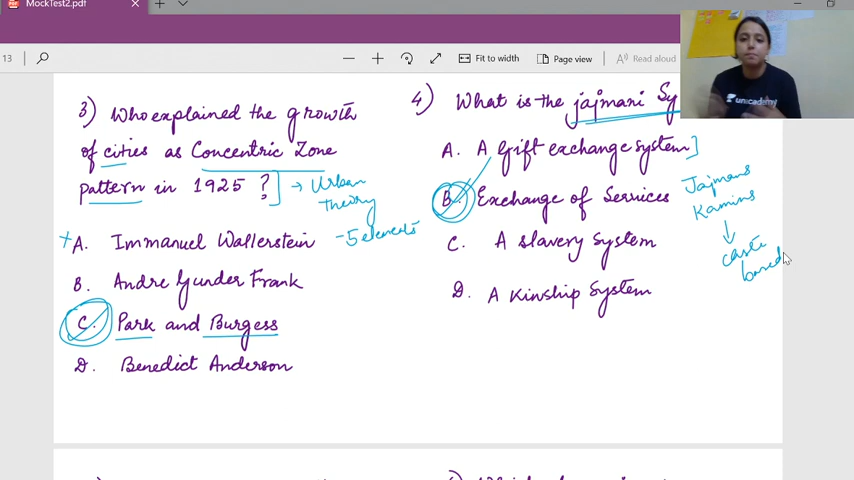 MockTest2.pdf
13
Fit to width
Page view
Read aloud
unacademy
3) Who explained the growth
of cities as Concentric Zone
pattern in 1925 ?
→ Urban
theory
A. Immanuel Wallerstein
- 5 elements
B. Andre Gunder Frank
C. Park and Burgess
D. Benedict Anderson
4) What is the jajmani Sy
A. A Gift exchange system
B. Exchange of Services
C. A slavery System
D. A Kinship System
Jajmans
Kamins
↓
caste
based